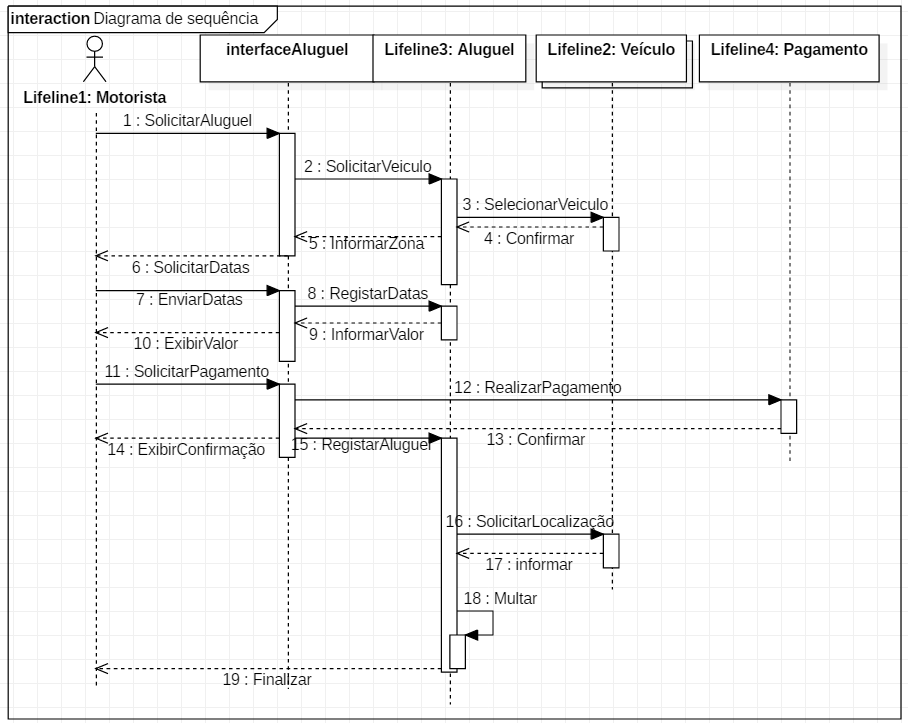 interaction Diagrama de sequência
interfaceAluguel
Lifeline3: Aluguel
Lifeline2: Veículo
Lifeline4: Pagamento
Lifeline1: Motorista
1 : SolicitarAluguel
2 : SolicitarVeiculo
3 : SelecionarVeiculo
4 : Confirmar
5 : InformarZona
6 : SolicitarDatas
7 : EnviarDatas
8 : RegistarDatas
9 : InformarValor
10 : ExibirValor
11 : SolicitarPagamento
12 : RealizarPagamento
13 : Confirmar
14 : ExibirConfirmação
15 : RegistarAluguel
16 : SolicitarLocalização
17 : informar
18 : Multar
19 : Finalizar